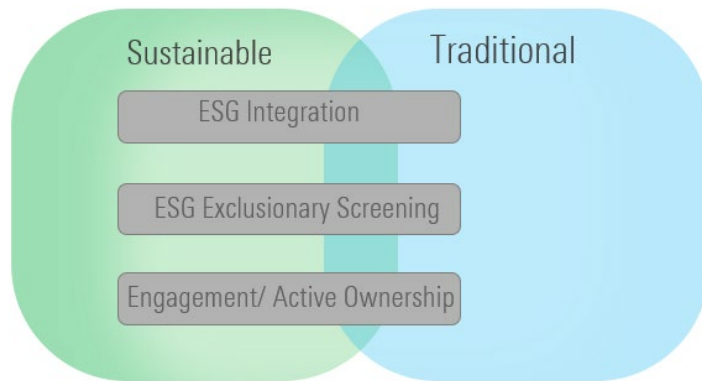 Sustainable
Traditional
ESG Integration
ESG Exclusionary Screening
Engagement/ Active Ownership